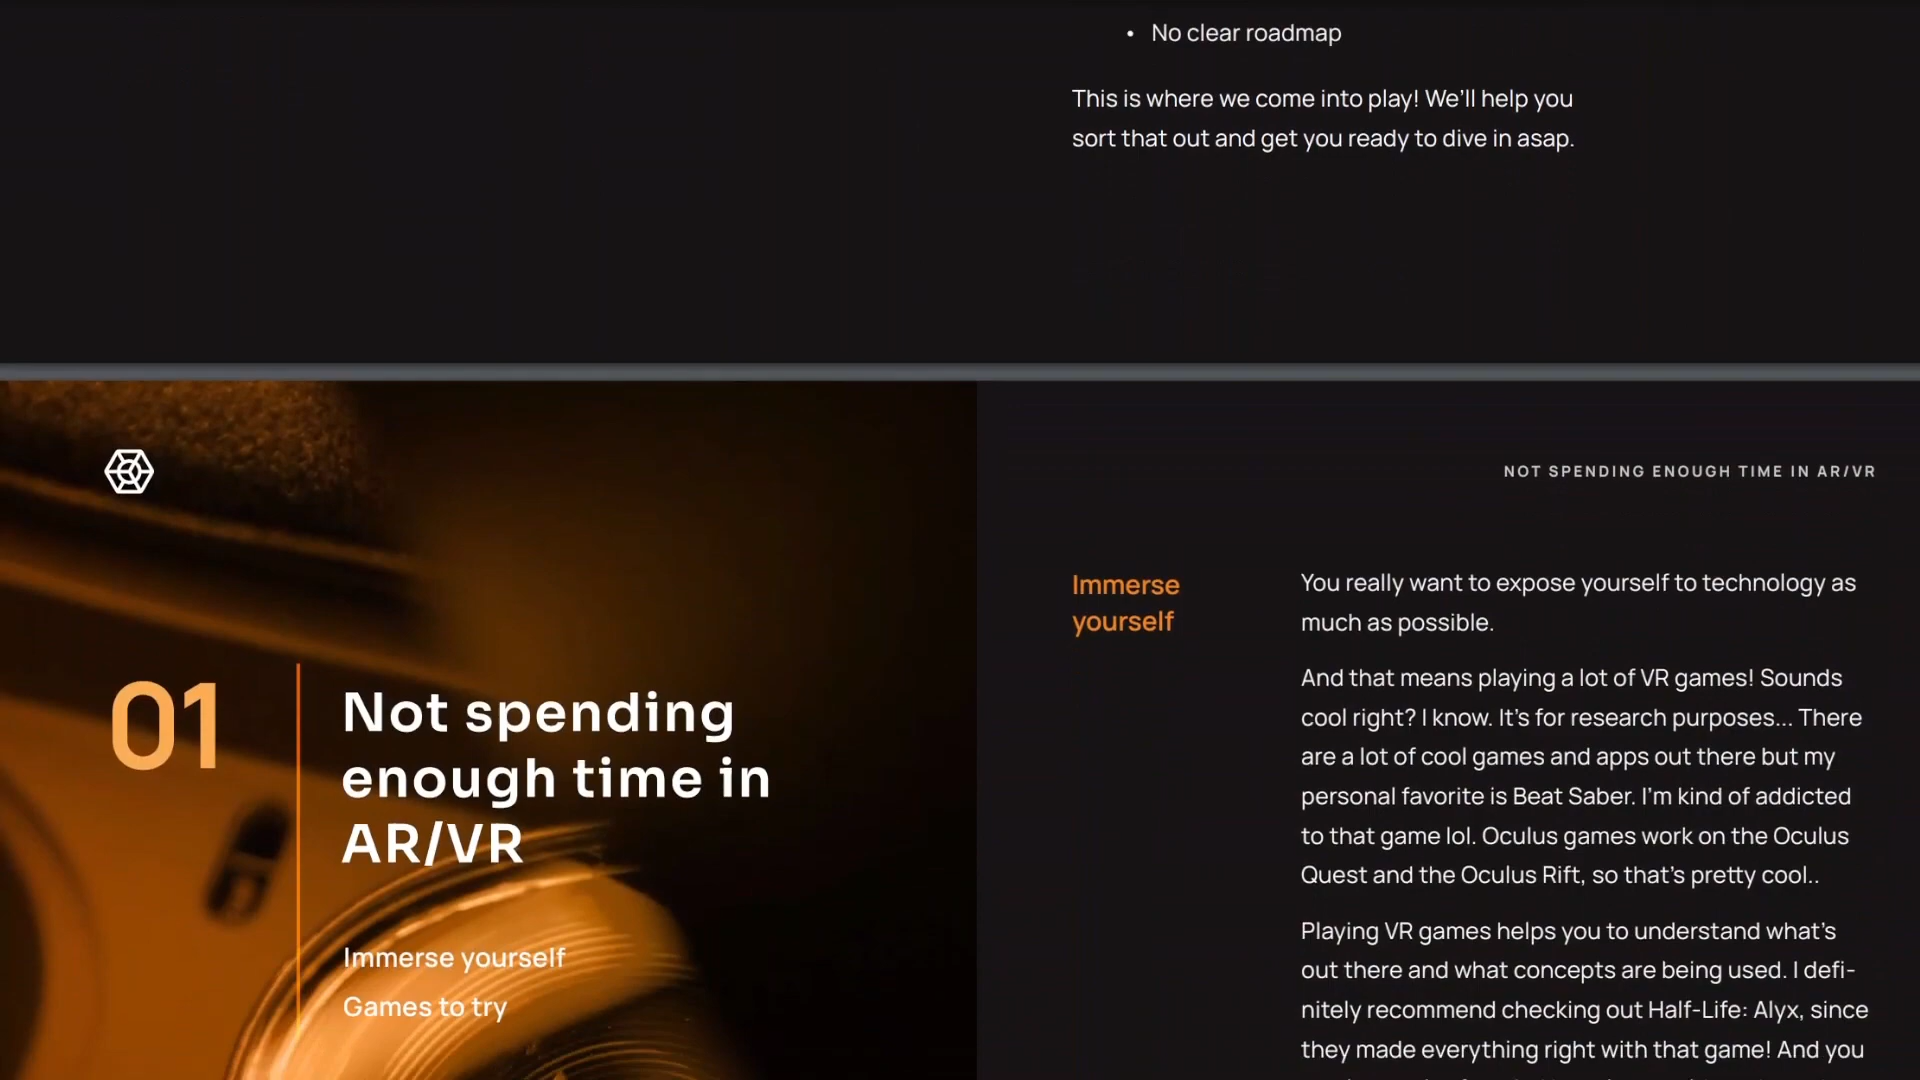 • No clear roadmap
This is where we come into play! We'll help you
sort that out and get you ready to dive in asap.
01
Not spending
enough time in
AR/VR
Immerse yourself
Games to try
NOT SPENDING ENOUGH TIME IN AR/VR
Immerse
yourself
You really want to expose yourself to technology as
much as possible.
And that means playing a lot of VR games! Sounds
cool right? I know. It's for research purposes... There
are a lot of cool games and apps out there but my
personal favorite is Beat Saber. I'm kind of addicted
to that game lol. Oculus games work on the Oculus
Quest and the Oculus Rift, so that's pretty cool..
Playing VR games helps you to understand what's
out there and what concepts are being used. I defi-
nitely recommend checking out Half-Life: Alyx, since
they made everything right with that game! And you